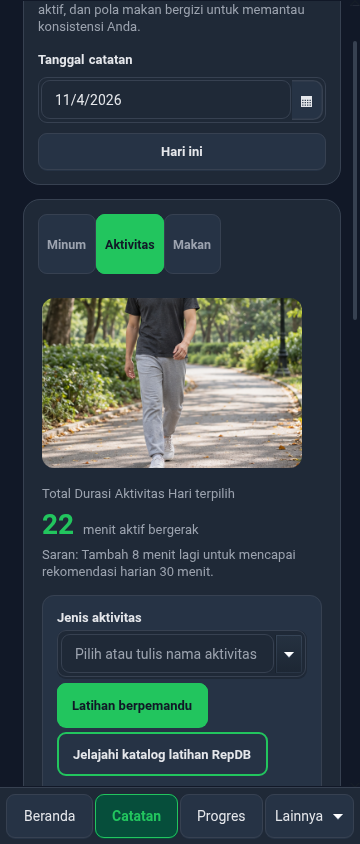 aktif, dan pola makan bergizi untuk memantau
konsistensi Anda.
Tanggal catatan
11/4/2026
Hari ini
Minum
Aktivitas
Makan
Total Durasi Aktivitas Hari terpilih
22 menit aktif bergerak
Saran: Tambah 8 menit lagi untuk mencapai
rekomendasi harian 30 menit.
Jenis aktivitas
Pilih atau tulis nama aktivitas
Latihan berpemandu
Jelajahi katalog latihan RepDB
Beranda
Catatan
Progres
Lainnya